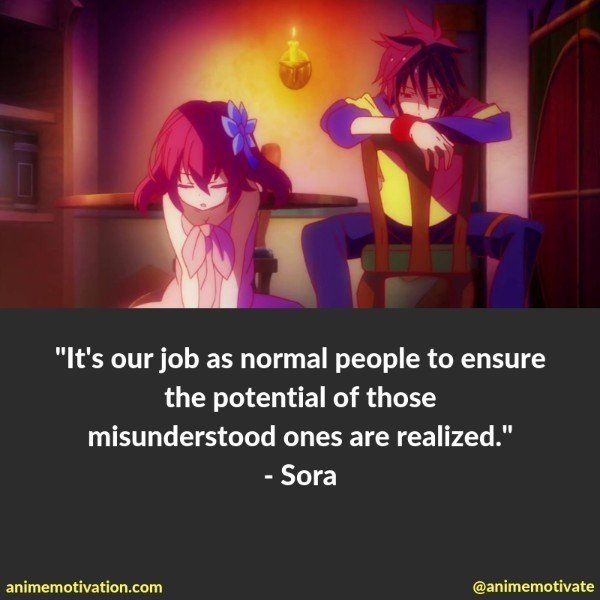 "It's our job as normal people to ensure
the potential of those
misunderstood ones are realized."
- Sora
animemotivation.com
@animemotivate